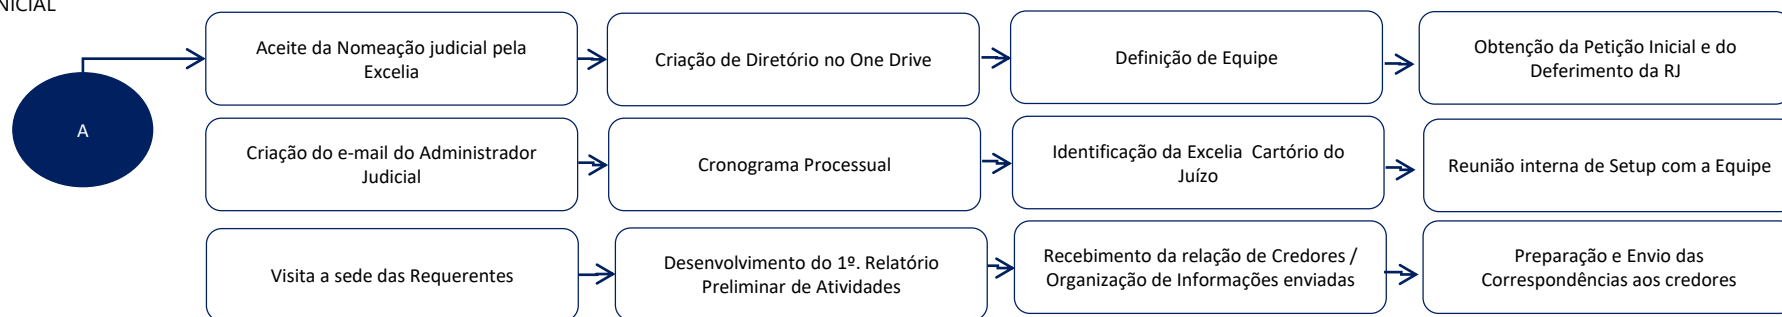 NICIAL
A
Aceite da Nomeação judicial pela
Excelia
Criação de Diretório no One Drive
Definição de Equipe
Obtenção da Petição Inicial e do
Deferimento da RJ
Criação do e-mail do Administrador
Judicial
Cronograma Processual
Identificação da Excelia Cartório do
Juízo
Reunião interna de Setup com a Equipe
Visita a sede das Requerentes
Desenvolvimento do 1º. Relatório
Preliminar de Atividades
Recebimento da relação de Credores /
Organização de Informações enviadas
Preparação e Envio das
Correspondências aos credores